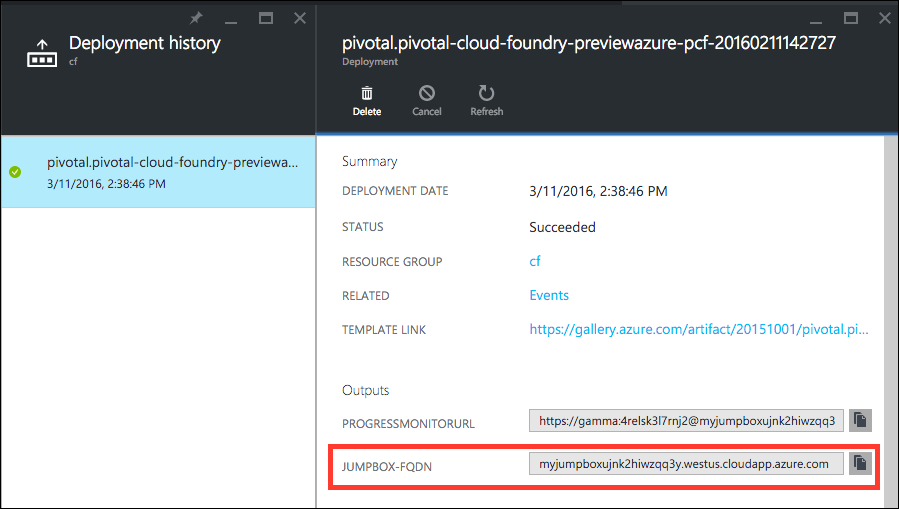 Deployment history
cf
pivotal.pivotal-cloud-foundry-previewa...
3/11/2016, 2:38:46 PM
pivotal.pivotal-cloud-foundry-previewazure-pcf-20160211142727
Deployment
Delete Cancel Refresh
Summary
DEPLOYMENT DATE 3/11/2016, 2:38:46 PM
STATUS Succeeded
RESOURCE GROUP cf
RELATED Events
TEMPLATE LINK https://gallery.azure.com/artifact/20151001/pivotal.pi...
Outputs
PROGRESSMONITORURL https://gamma:4relsk3l7rnj2@myjumpboxujnk2hiwzqq3
JUMPBOX-FQDN myjumpboxujnk2hiwzqq3y.westus.cloudapp.azure.com